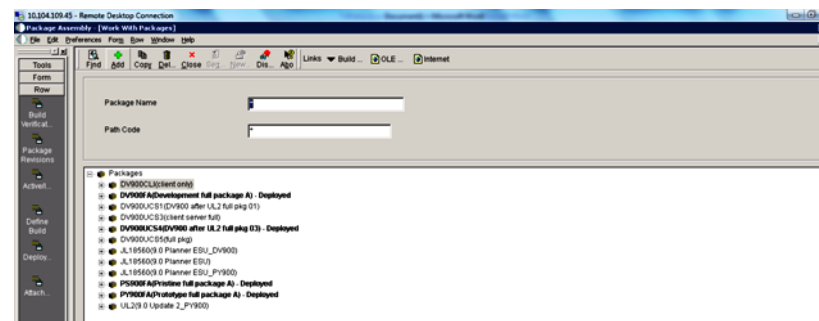 10.104.109.45 - Remote Desktop Connection
Package Assembly - [Work With Packages]
File Edit Preferences Form Row Window Help
Find Add Copy Del... Close Seq... New... Dis... Abo Links Build ... OLE ... Internet
Tools
Form
Row
Build
Verificat...
Package
Revisions
Activ/I...
Define
Build
Deploy...
Attach...
Package Name *
Path Code *
Packages
DV900CLI(client only)
DV900FA(Development full package A) - Deployed
DV900UCS1(DV900 after UL2 full pkg 01)
DV900UCS3(client server full)
DV900UCS4(DV900 after UL2 full pkg 03) - Deployed
DV900UCS5(full pkg)
JL18560(9.0 Planner ESU_DV900)
JL18560(9.0 Planner ESU)
JL18560(9.0 Planner ESU_PY900)
PS900FA(Pristine full package A) - Deployed
PY900FA(Prototype full package A) - Deployed
UL2(9.0 Update 2_PY900)